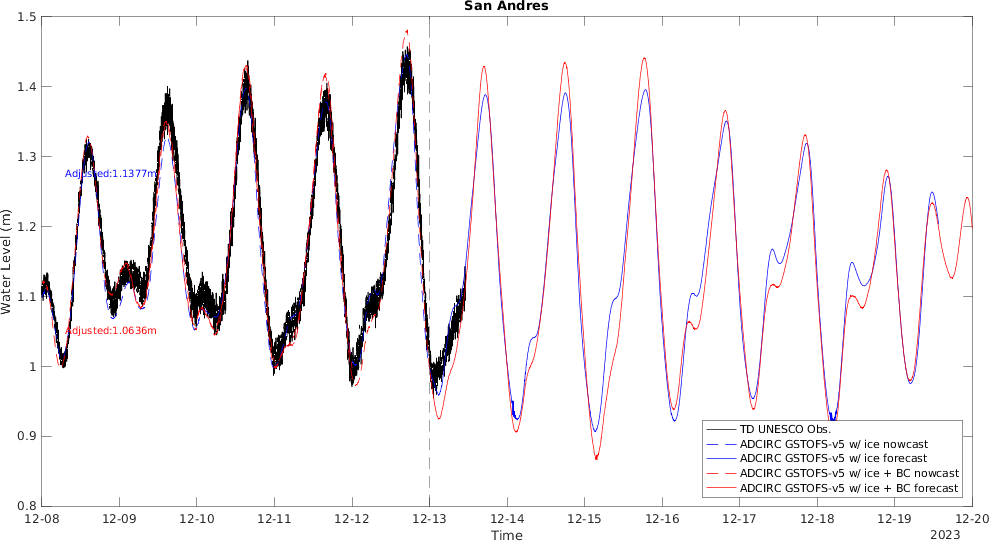 San Andres
1.5
1.4
1.3
1.2
1.1
1
0.9
0.8
Water Level (m)
Adjusted:1.1377m
Adjusted:1.0636m
TD UNESCO Obs.
ADCIRC GSTOFS-v5 w/ ice nowcast
ADCIRC GSTOFS-v5 w/ ice forecast
ADCIRC GSTOFS-v5 w/ ice + BC nowcast
ADCIRC GSTOFS-v5 w/ ice + BC forecast
12-08 12-09 12-10 12-11 12-12 12-13 12-14 12-15 12-16 12-17 12-18 12-19 12-20
Time
2023